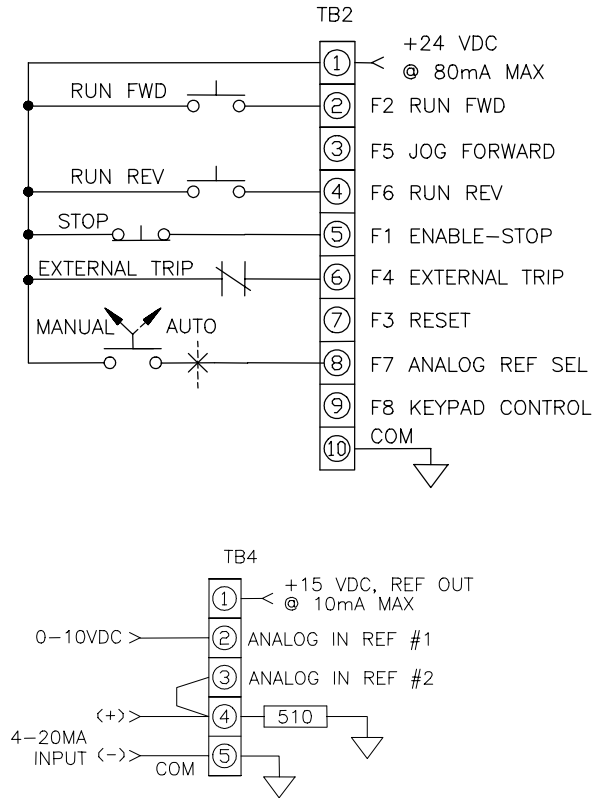 TB2
+24 VDC
@ 80mA MAX
1
RUN FWD
2
F2 RUN FWD
3
F5 JOG FORWARD
RUN REV
4
F6 RUN REV
STOP
5
F1 ENABLE-STOP
EXTERNAL TRIP
6
F4 EXTERNAL TRIP
7
F3 RESET
MANUAL
AUTO
8
F7 ANALOG REF SEL
9
F8 KEYPAD CONTROL
10
COM
TB4
1
+15 VDC, REF OUT
@ 10mA MAX
0-10VDC
2
ANALOG IN REF #1
3
ANALOG IN REF #2
(+)
4
510
4-20MA
INPUT (-)
5
COM